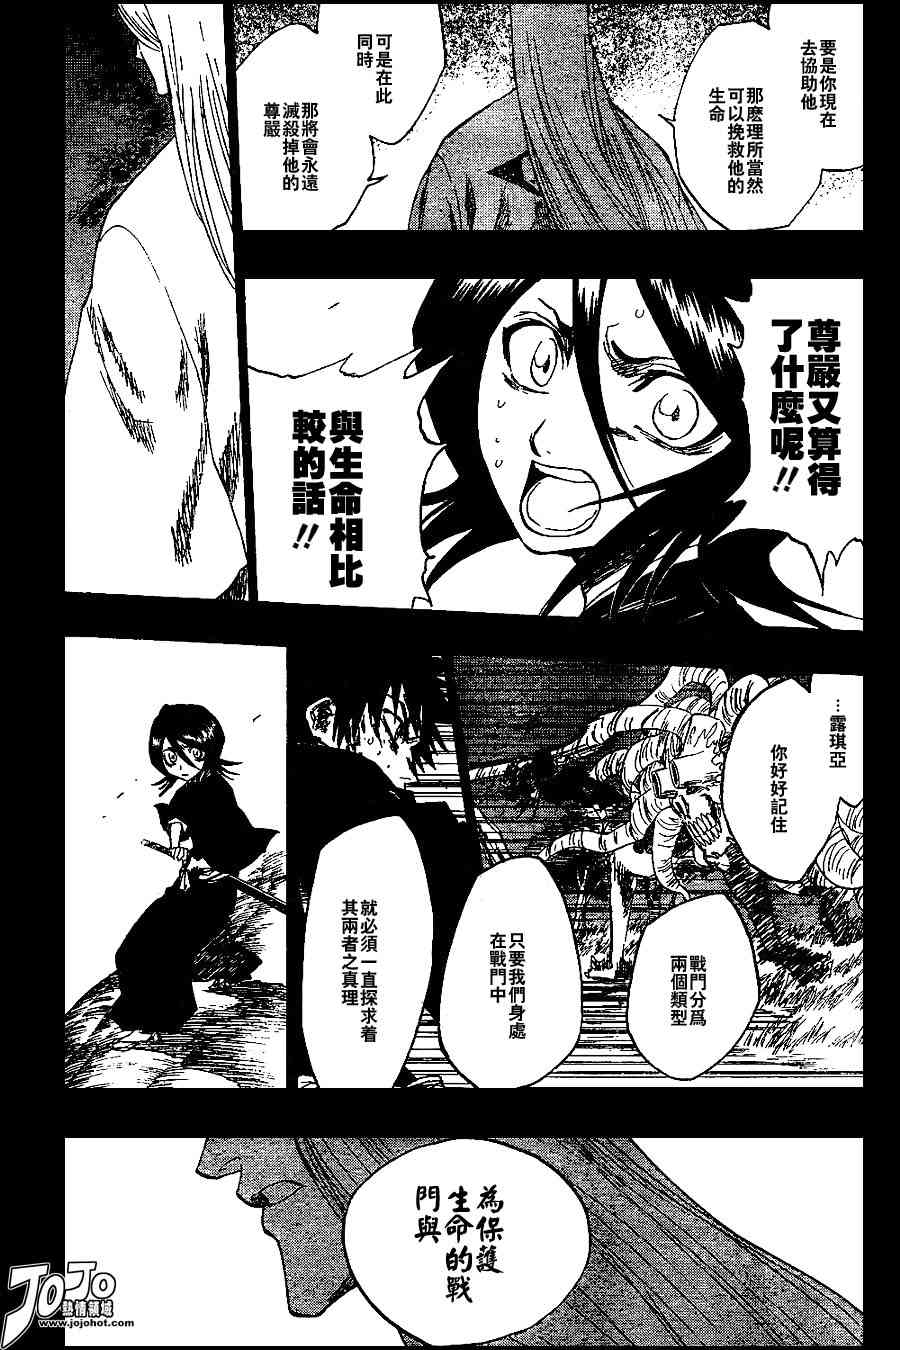 要是你現在
去協助他
那麽理所當然
可以挽救他的
生命
可是在此
同時
那將會永遠
滅殺掉他的
尊嚴
尊嚴又算得
了什麼呢!!
與生命相比
較的話!!
…露琪亞
你好好記住
戰鬥分爲
兩個類型
只要我們身處
在戰鬥中
就必須一直探求着
其兩者之真理
為保護
生命的戰
鬥與
JOJO
熱情領域
www.jojohot.com